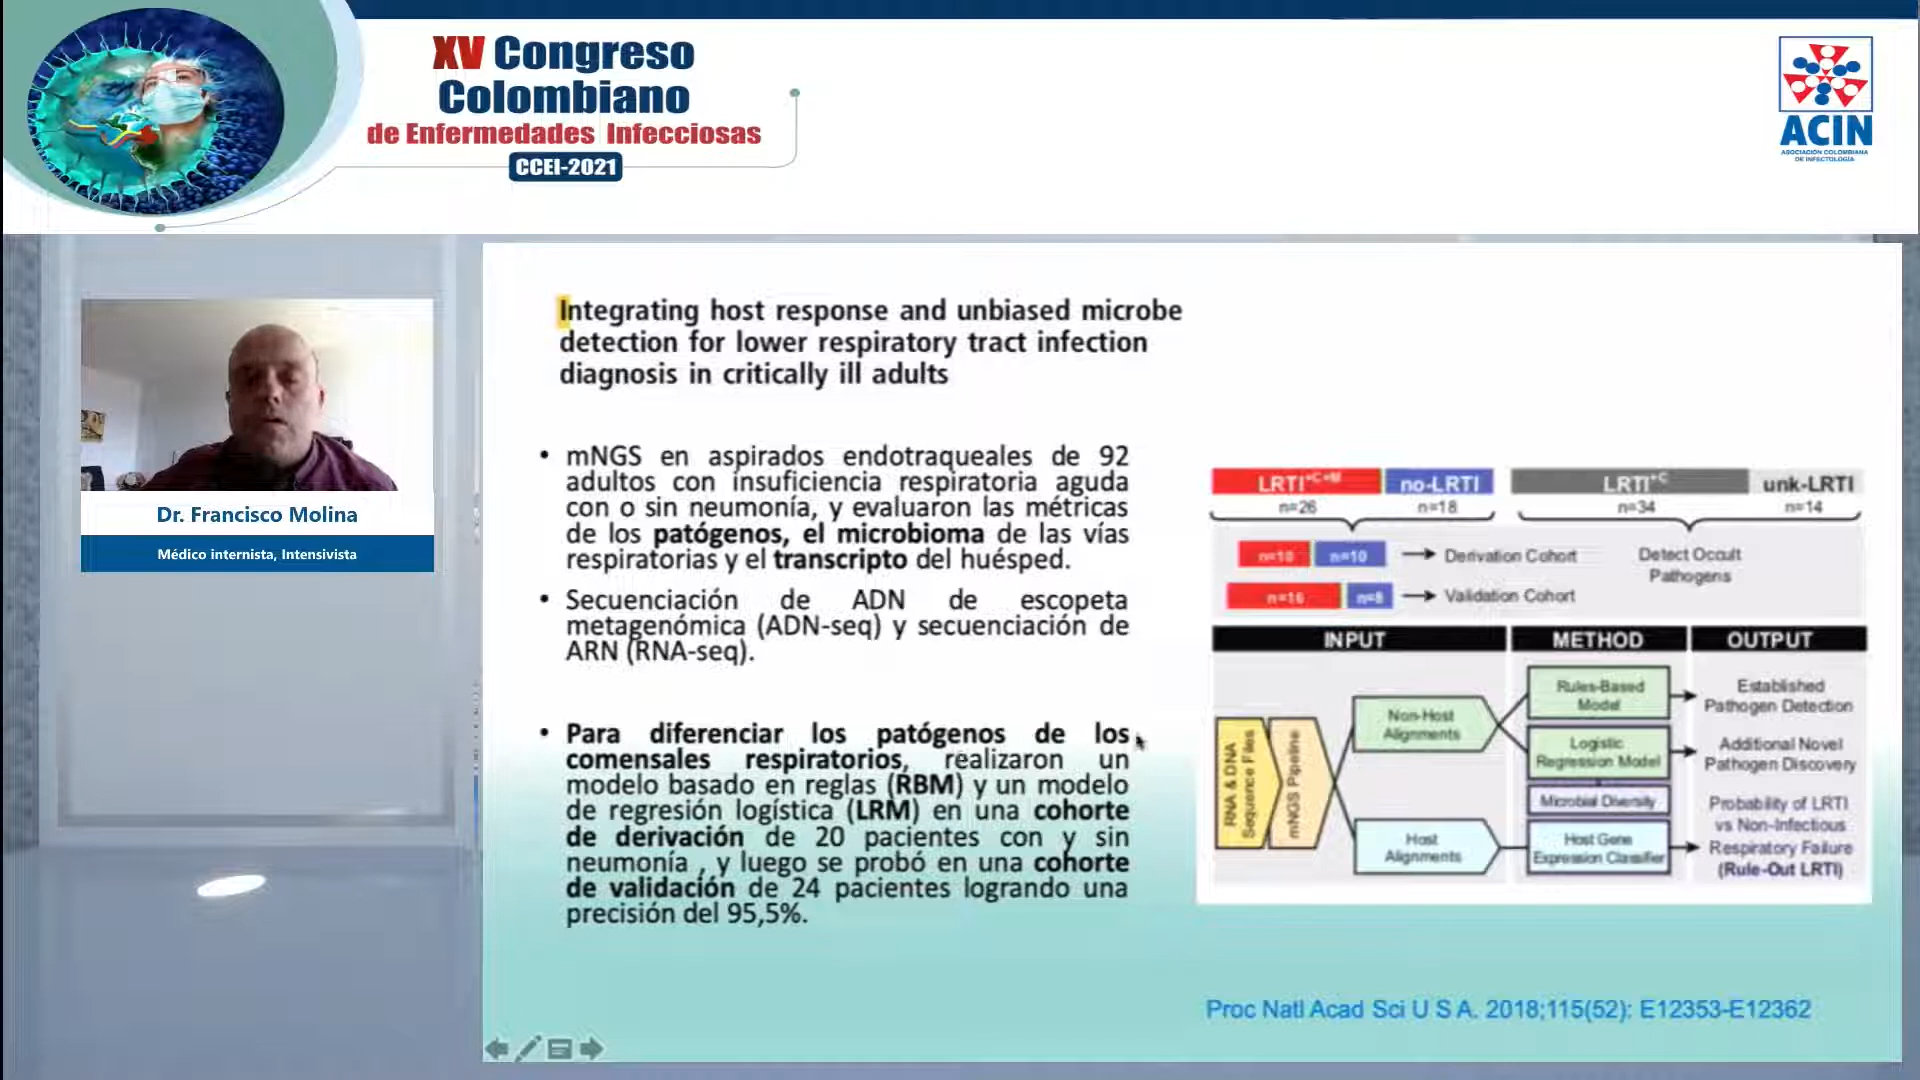 XV Congreso
Colombiano
de Enfermedades Infecciosas
CCEI-2021
ACIN
ASOCIACIÓN COLOMBIANA
DE INFECTOLOGÍA
Dr. Francisco Molina
Médico internista, Intensivista
Integrating host response and unbiased microbe
detection for lower respiratory tract infection
diagnosis in critically ill adults
• mNGS en aspirados endotraqueales de 92
adultos con insuficiencia respiratoria aguda
con o sin neumonía, y evaluaron las métricas
de los patógenos, el microbioma de las vías
respiratorias y el transcripto del huésped.
• Secuenciación de ADN de escopeta
metagenómica (ADN-seq) y secuenciación de
ARN (RNA-seq).
• Para diferenciar los patógenos de los
comensales respiratorios, realizaron un
modelo basado en reglas (RBM) y un modelo
de regresión logística (LRM) en una cohorte
de derivación de 20 pacientes con y sin
neumonía , y luego se probó en una cohorte
de validación de 24 pacientes logrando una
precisión del 95,5%.
LRTI+C+M no-LRTI LRTI+C unk-LRTI
n=26 n=18 n=34 n=14
n=10 n=10 Derivation Cohort
n=16 n=8 Validation Cohort
Detect Occult
Pathogens
INPUT METHOD OUTPUT
RNA & DNA
Sequence Files
mNGS Pipeline
Non-Host
Alignments
Host
Alignments
Rules-Based
Model
Logistic
Regression Model
Microbial Diversity
Host Gene
Expression Classifier
Established
Pathogen Detection
Additional Novel
Pathogen Discovery
Probability of LRTI
vs Non-Infectious
Respiratory Failure
(Rule-Out LRTI)
Proc Natl Acad Sci U S A. 2018;115(52): E12353-E12362